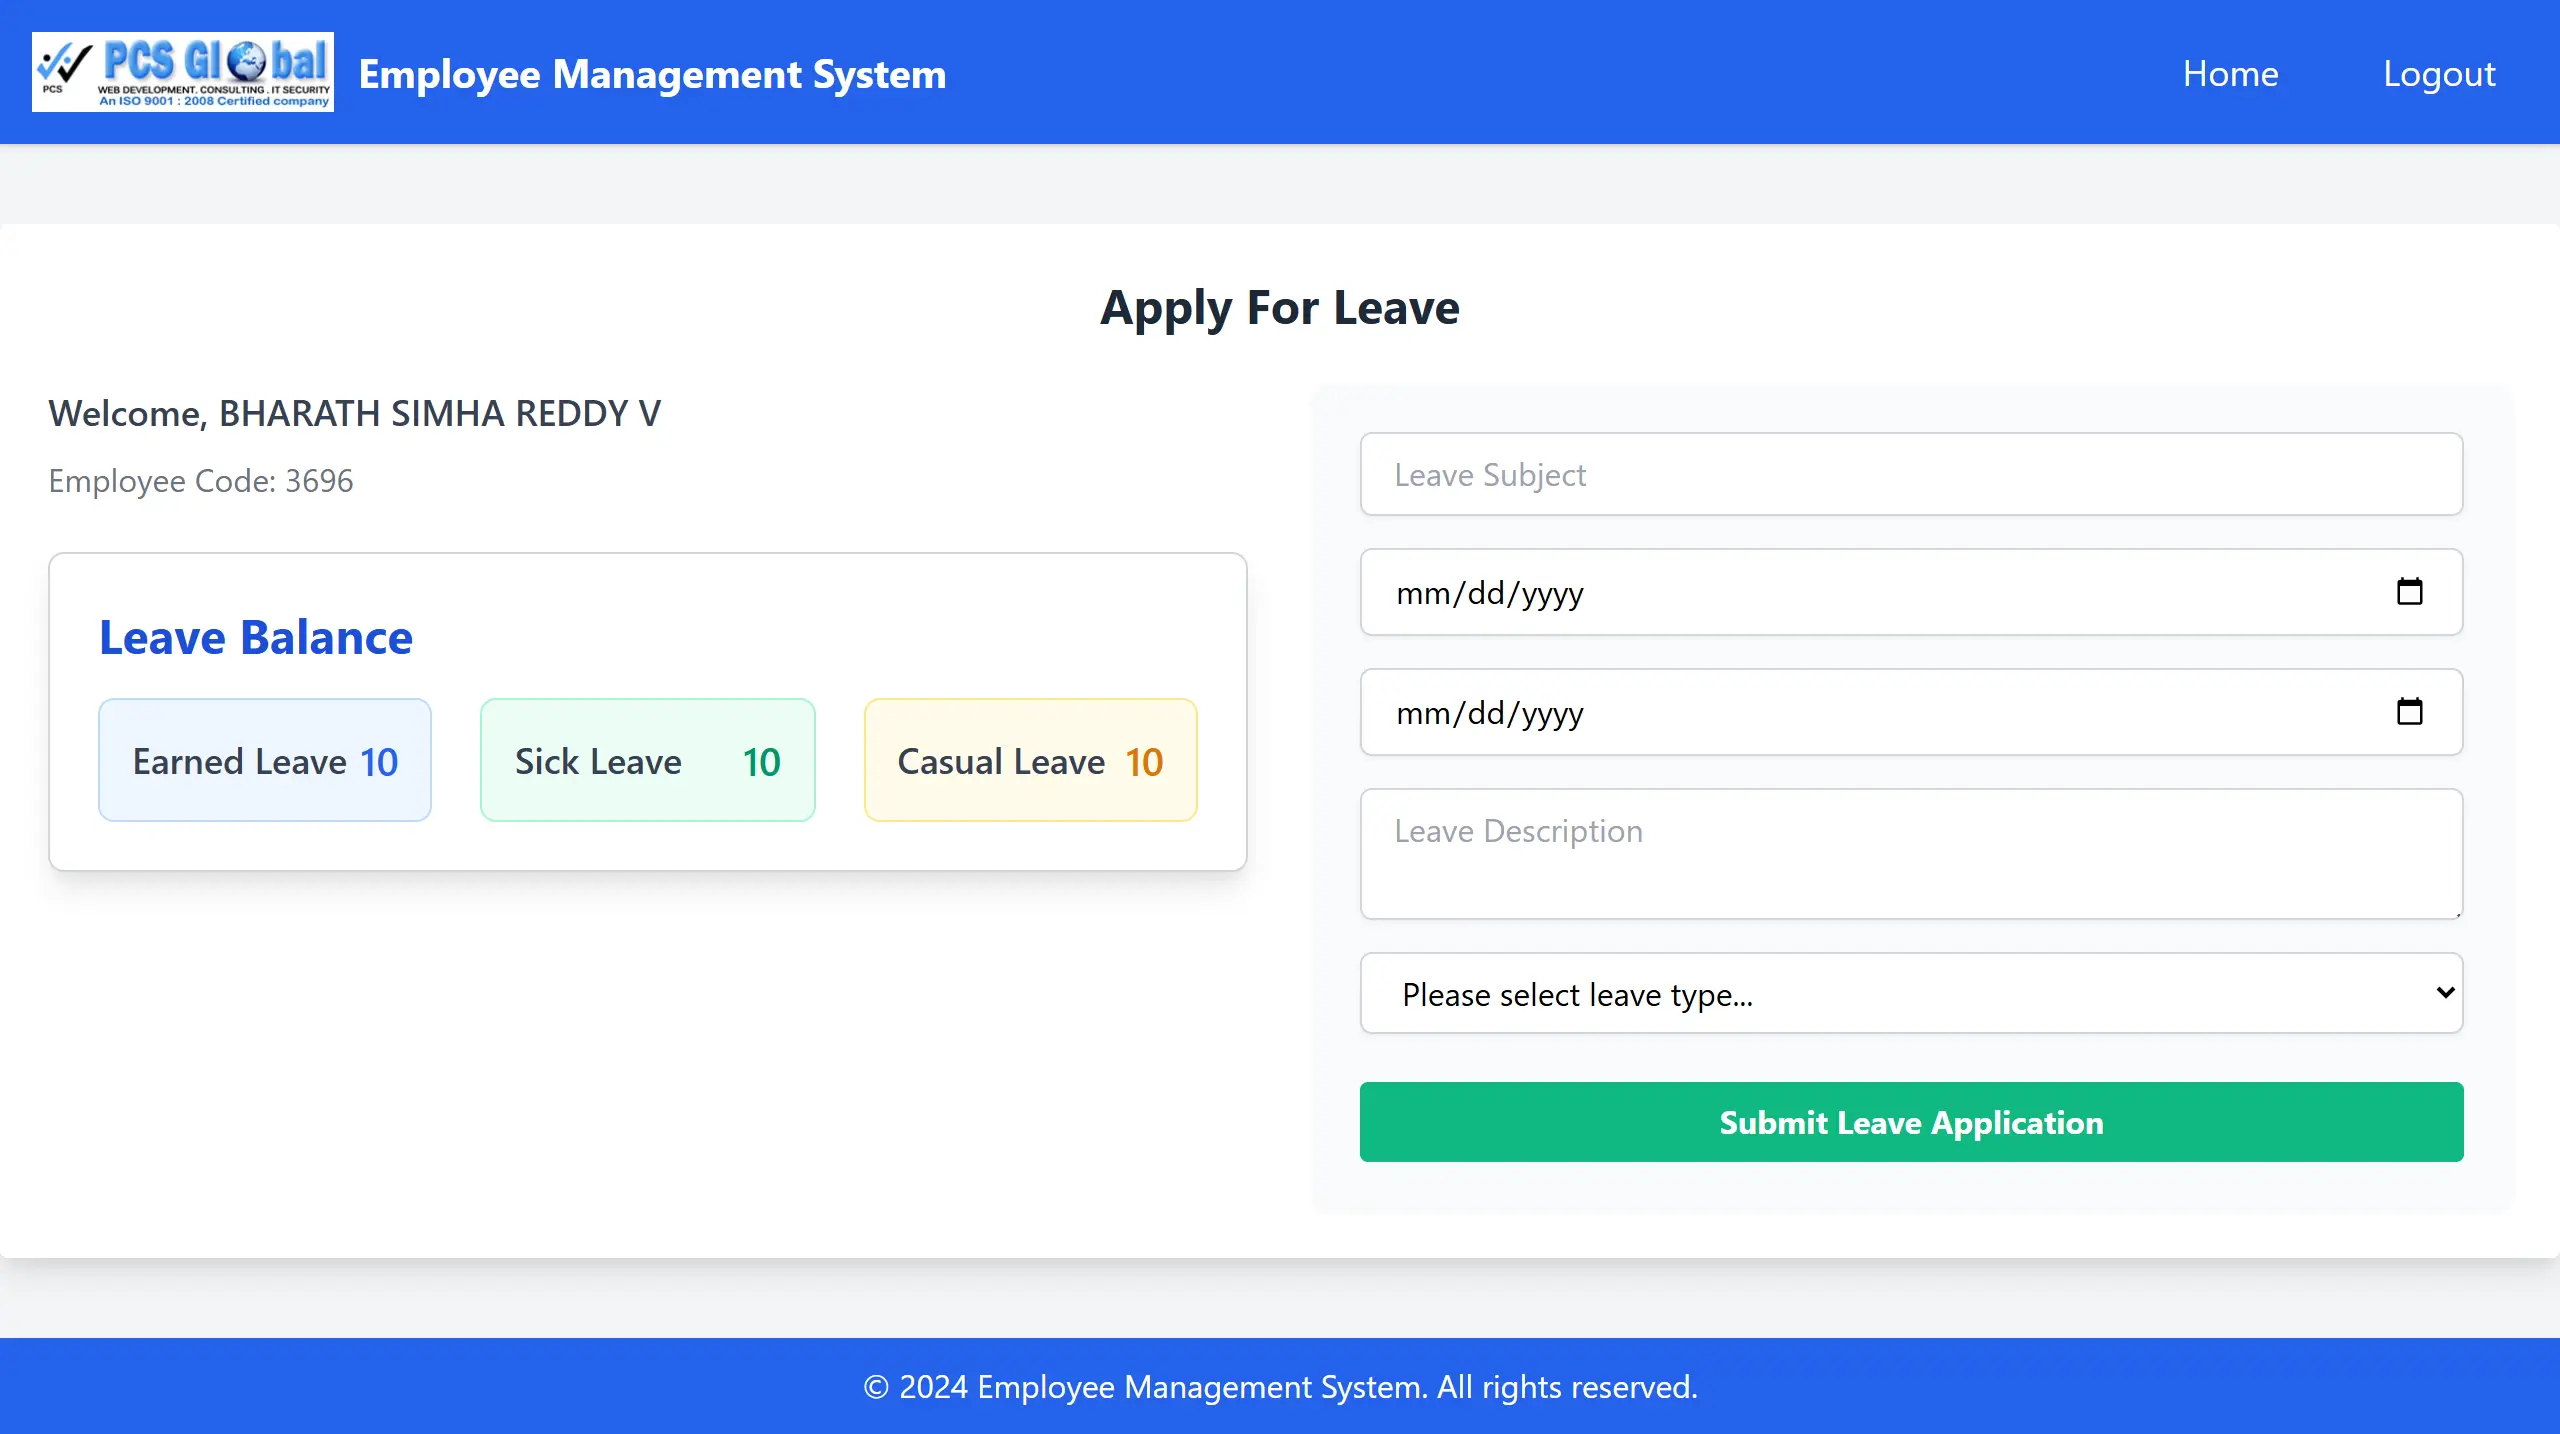 PCS Global
PCS
WEB DEVELOPMENT. CONSULTING . IT SECURITY
An ISO 9001 : 2008 Certified company
Employee Management System
Home
Logout
Apply For Leave
Welcome, BHARATH SIMHA REDDY V
Employee Code: 3696
Leave Balance
Earned Leave 10
Sick Leave 10
Casual Leave 10
Leave Subject
mm/dd/yyyy
mm/dd/yyyy
Leave Description
Please select leave type...
Submit Leave Application
© 2024 Employee Management System. All rights reserved.